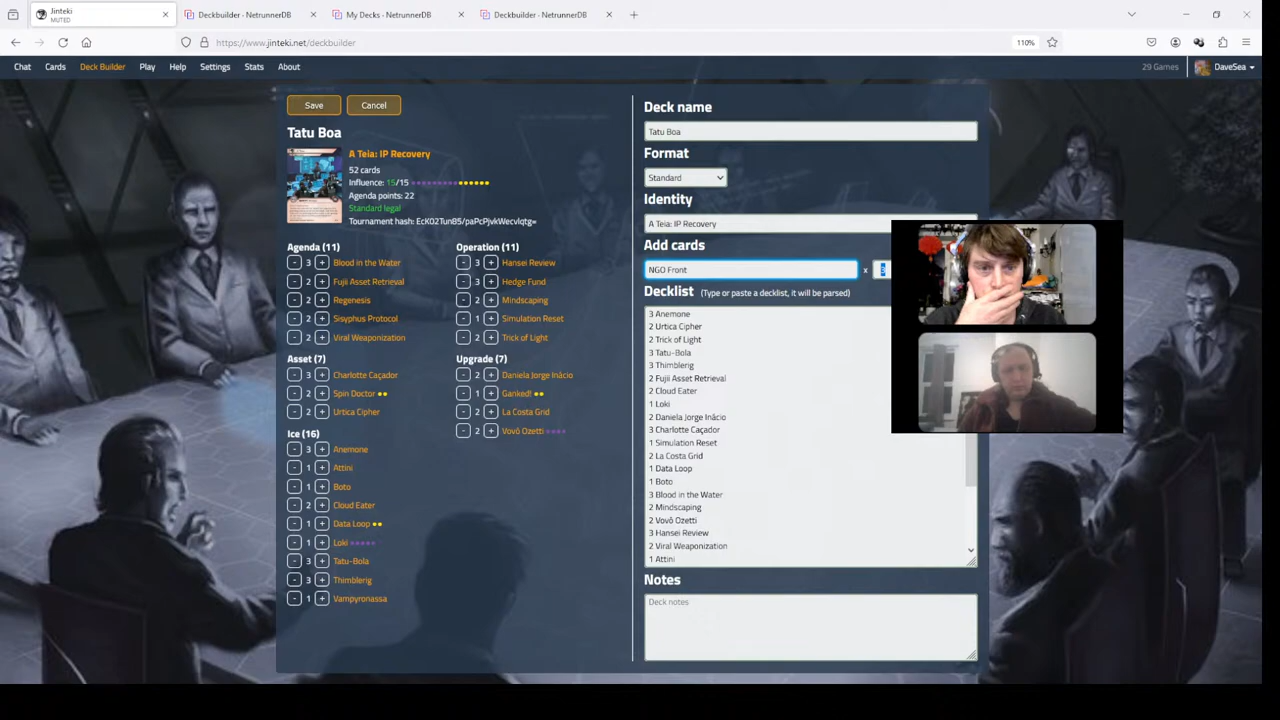 Jinteki
MUTED
Deckbuilder - NetrunnerDB
My Decks - NetrunnerDB
Deckbuilder - NetrunnerDB
https://www.jinteki.net/deckbuilder
110%
Chat
Cards
Deck Builder
Play
Help
Settings
Stats
About
29 Games
DaveSea
Save
Cancel
Tatu Boa
A Teia: IP Recovery
52 cards
Influence: 15/15
Agenda points: 22
Standard legal
Tournament hash: EcK02Tun85/paPcPjvkWecvlqtg=
Agenda (11)
- 3 + Blood in the Water
- 2 + Fujii Asset Retrieval
- 2 + Regenesis
- 2 + Sisyphus Protocol
- 2 + Viral Weaponization
Asset (7)
- 3 + Charlotte Caçador
- 2 + Spin Doctor
- 2 + Urtica Cipher
Ice (16)
- 3 + Anemone
- 1 + Attini
- 1 + Boto
- 2 + Cloud Eater
- 1 + Data Loop
- 1 + Loki
- 3 + Tatu-Bola
- 3 + Thimblerig
- 1 + Vampyronassa
Operation (11)
- 3 + Hansei Review
- 3 + Hedge Fund
- 2 + Mindscaping
- 1 + Simulation Reset
- 2 + Trick of Light
Upgrade (7)
- 2 + Daniela Jorge Inácio
- 1 + Ganked!
- 2 + La Costa Grid
- 2 + Vovô Ozetti
Deck name
Tatu Boa
Format
Standard
Identity
A Teia: IP Recovery
Add cards
NGO Front
x
Decklist (Type or paste a decklist, it will be parsed)
3 Anemone
2 Urtica Cipher
2 Trick of Light
3 Tatu-Bola
3 Thimblerig
2 Fujii Asset Retrieval
2 Cloud Eater
1 Loki
2 Daniela Jorge Inácio
3 Charlotte Caçador
1 Simulation Reset
2 La Costa Grid
1 Data Loop
1 Boto
3 Blood in the Water
2 Mindscaping
2 Vovô Ozetti
3 Hansei Review
2 Viral Weaponization
1 Attini
Notes
Deck notes